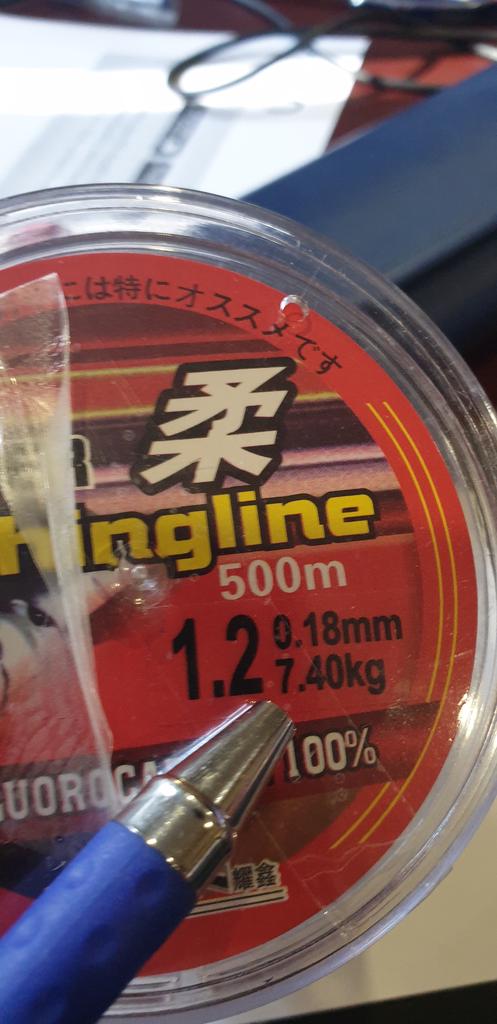 には特にオススメです
柔
R
hingline
500m
1.2 0.18mm
7.40kg
LUOROCA 100%
耀鑫